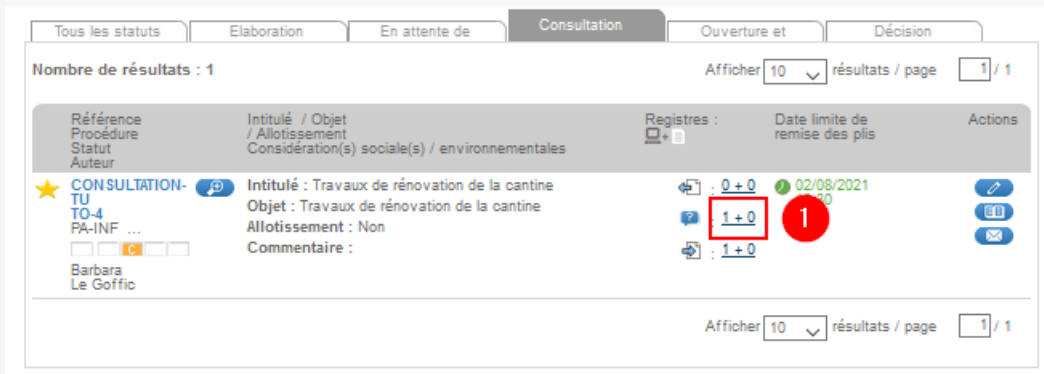 Tous les statuts Elaboration En attente de Consultation Ouverture et Décision
Nombre de résultats : 1 Afficher 10 résultats / page 1 / 1
Référence
Procédure
Statut
Auteur
Intitulé / Objet
/ Allotissement
Considération(s) sociale(s) / environnementales
Registres :
+
Date limite de
remise des plis
Actions
CONSULTATION-
TU
TO-4
PA-INF ...
C
Barbara
Le Goffic
Intitulé : Travaux de rénovation de la cantine
Objet : Travaux de rénovation de la cantine
Allotissement : Non
Commentaire :
: 0 + 0
: 1 + 0
: 1 + 0
1
02/08/2021
Afficher 10 résultats / page 1 / 1